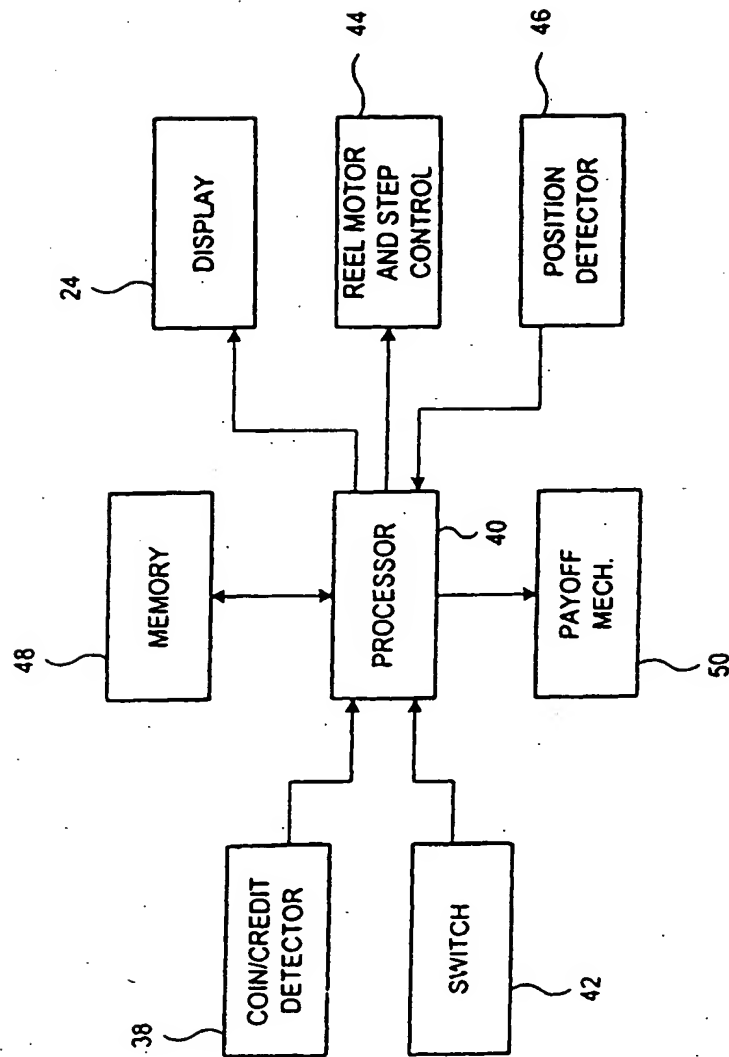 48
MEMORY
24
DISPLAY
38
COIN/CREDIT
DETECTOR
PROCESSOR
40
REEL MOTOR
AND STEP
CONTROL
44
SWITCH
42
PAYOFF
MECH.
50
POSITION
DETECTOR
46